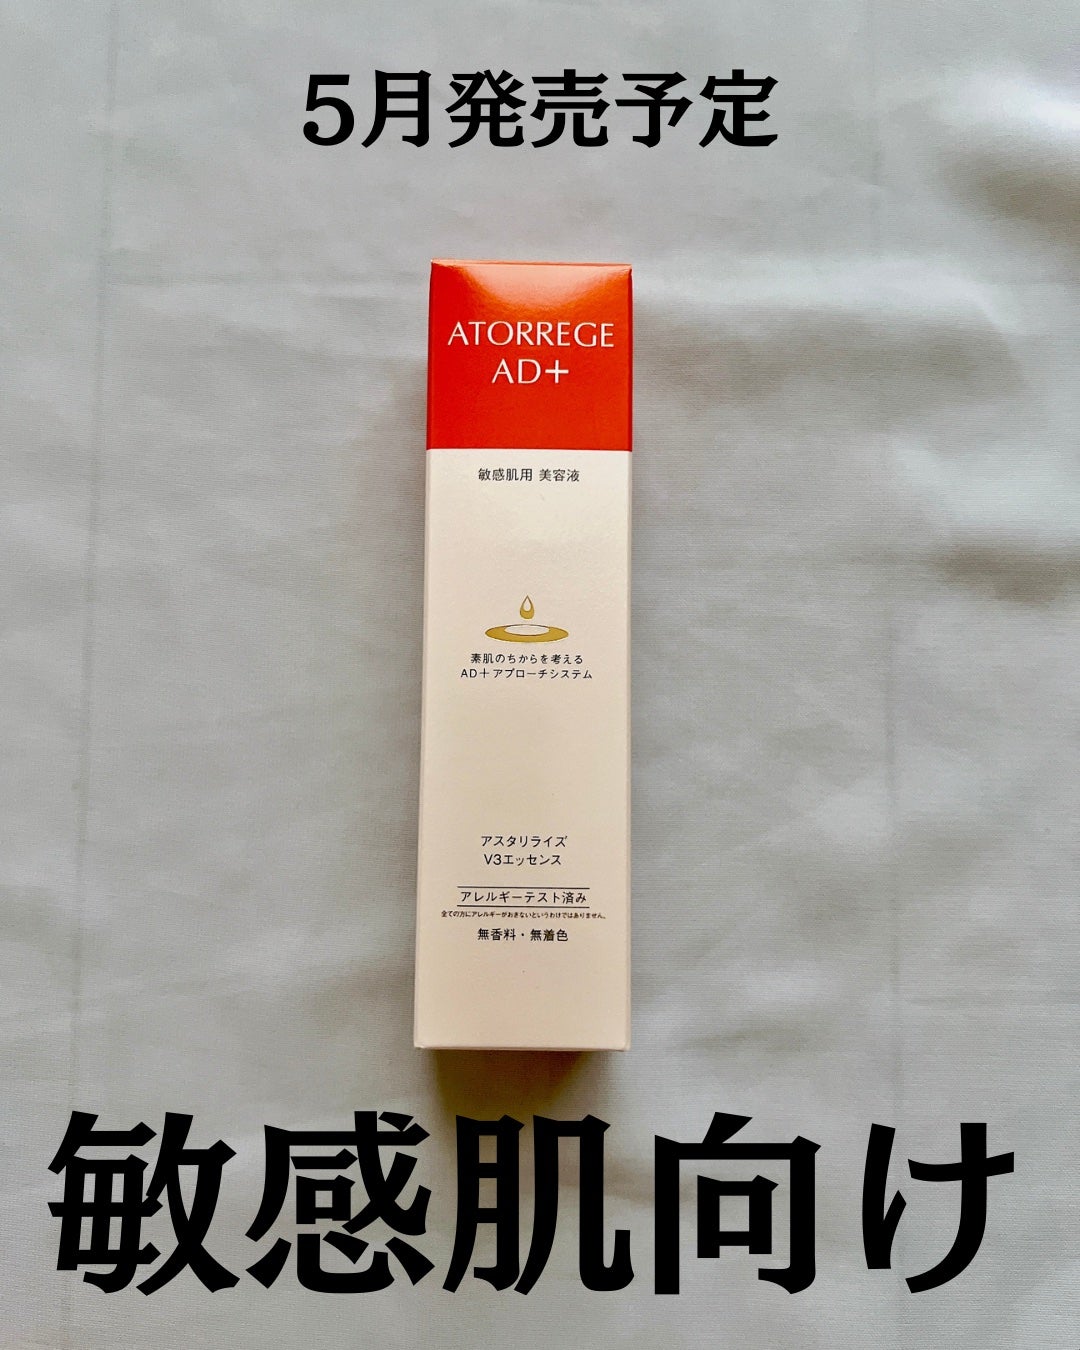 5月発売予定
ATORREGE
AD+
敏感肌用 美容液
素肌のちからを考える
AD+アプローチシステム
アスタリライズ
V3エッセンス
アレルギーテスト済み
全ての方にアレルギーがおきないというわけではありません。
無香料・無着色
敏感肌向け